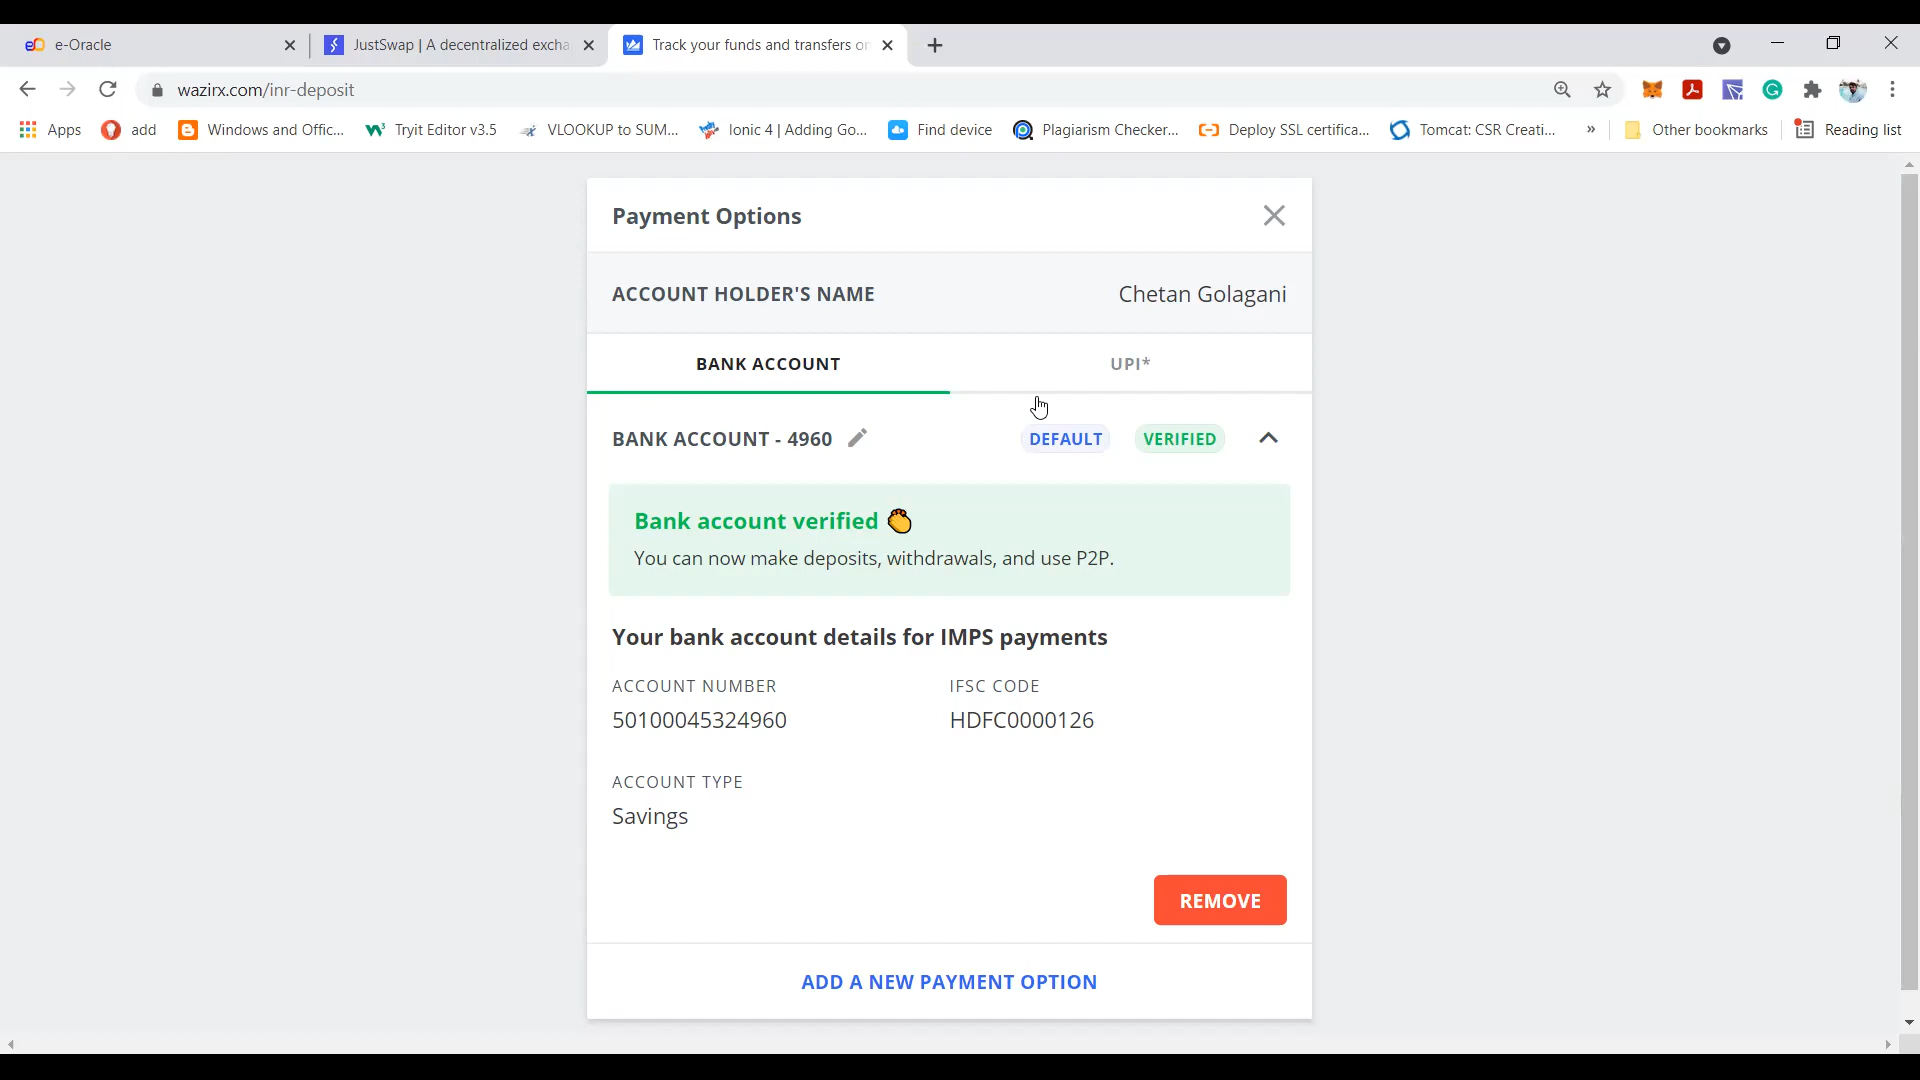 e-Oracle
JustSwap | A decentralized excha
Track your funds and transfers on
wazirx.com/inr-deposit
Apps
add
Windows and Offic...
Tryit Editor v3.5
VLOOKUP to SUM...
Ionic 4 | Adding Go...
Find device
Plagiarism Checker...
Deploy SSL certifica...
Tomcat: CSR Creati...
»
Other bookmarks
Reading list
Payment Options
ACCOUNT HOLDER'S NAME
Chetan Golagani
BANK ACCOUNT
UPI*
BANK ACCOUNT - 4960
DEFAULT
VERIFIED
Bank account verified 👏
You can now make deposits, withdrawals, and use P2P.
Your bank account details for IMPS payments
ACCOUNT NUMBER
IFSC CODE
50100045324960
HDFC0000126
ACCOUNT TYPE
Savings
REMOVE
ADD A NEW PAYMENT OPTION